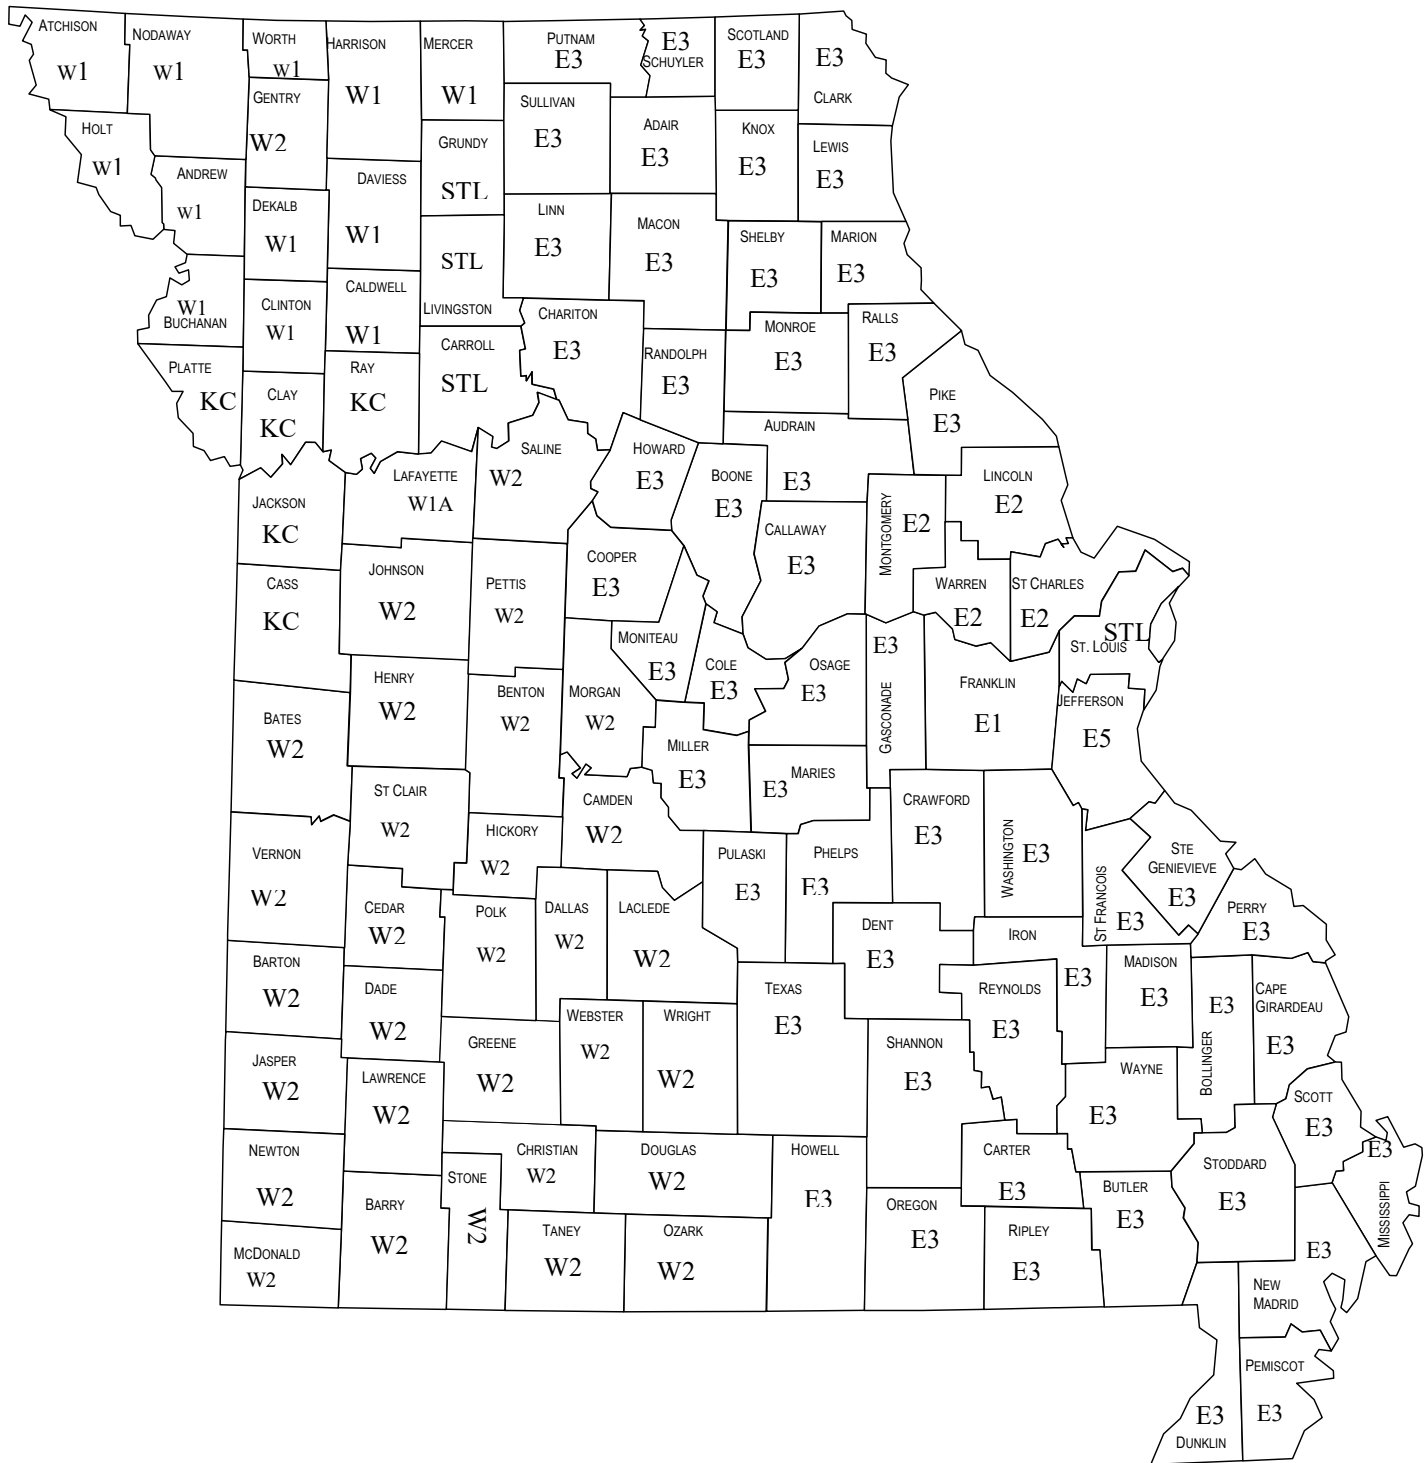 ATCHISON
W1
NODAWAY
W1
WORTH
W1
HARRISON
W1
MERCER
W1
PUTNAM
E3
E3
SCHUYLER
SCOTLAND
E3
E3
CLARK
HOLT
W1
GENTRY
W2
SULLIVAN
E3
ADAIR
E3
KNOX
E3
LEWIS
E3
GRUNDY
STL
ANDREW
W1
DEKALB
W1
DAVIESS
W1
LINN
E3
MACON
E3
SHELBY
E3
MARION
E3
STL
LIVINGSTON
W1
BUCHANAN
CLINTON
W1
CALDWELL
W1
CHARITON
E3
MONROE
E3
RALLS
E3
PLATTE
KC
CLAY
KC
RAY
KC
CARROLL
STL
RANDOLPH
E3
PIKE
E3
AUDRAIN
E3
SALINE
W2
HOWARD
E3
BOONE
E3
LINCOLN
E2
JACKSON
KC
LAFAYETTE
W1A
CALLAWAY
E3
MONTGOMERY
E2
COOPER
E3
CASS
KC
JOHNSON
W2
PETTIS
W2
WARREN
E2
ST CHARLES
E2
STL
ST. LOUIS
MONITEAU
E3
COLE
E3
OSAGE
E3
E3
GASCONADE
FRANKLIN
E1
JEFFERSON
E5
HENRY
W2
BENTON
W2
MORGAN
W2
BATES
W2
MILLER
E3
MARIES
E3
ST CLAIR
W2
HICKORY
W2
CAMDEN
W2
CRAWFORD
E3
WASHINGTON
E3
VERNON
W2
PULASKI
E3
PHELPS
E3
ST FRANCOIS
E3
STE
GENIEVIEVE
E3
PERRY
E3
CEDAR
W2
POLK
W2
DALLAS
W2
LACLEDE
W2
DENT
E3
IRON
E3
MADISON
E3
BARTON
W2
DADE
W2
TEXAS
E3
REYNOLDS
E3
E3
BOLLINGER
CAPE
GIRARDEAU
E3
JASPER
W2
LAWRENCE
W2
GREENE
W2
WEBSTER
W2
WRIGHT
W2
SHANNON
E3
WAYNE
E3
SCOTT
E3
E3
MISSISSIPPI
NEWTON
W2
STONE
W2
CHRISTIAN
W2
DOUGLAS
W2
HOWELL
E3
CARTER
E3
STODDARD
E3
BARRY
W2
MCDONALD
W2
TANEY
W2
OZARK
W2
OREGON
E3
RIPLEY
E3
BUTLER
E3
E3
NEW
MADRID
PEMISCOT
E3
E3
DUNKLIN